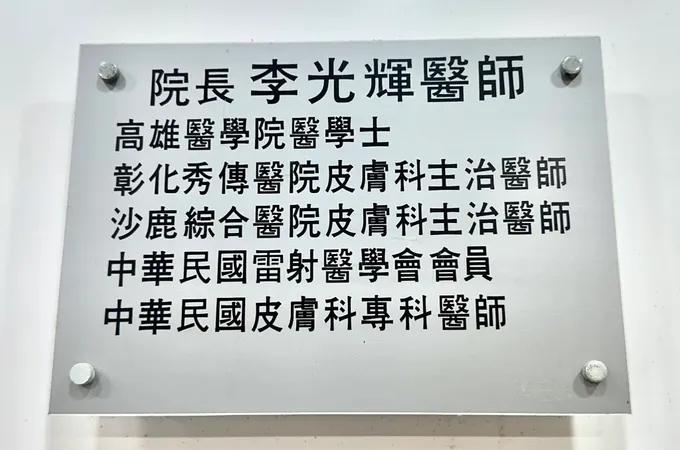 院長 李光輝醫師
高雄醫學院醫學士
彰化秀傳醫院皮膚科主治醫師
沙鹿綜合醫院皮膚科主治醫師
中華民國雷射醫學會會員
中華民國皮膚科專科醫師